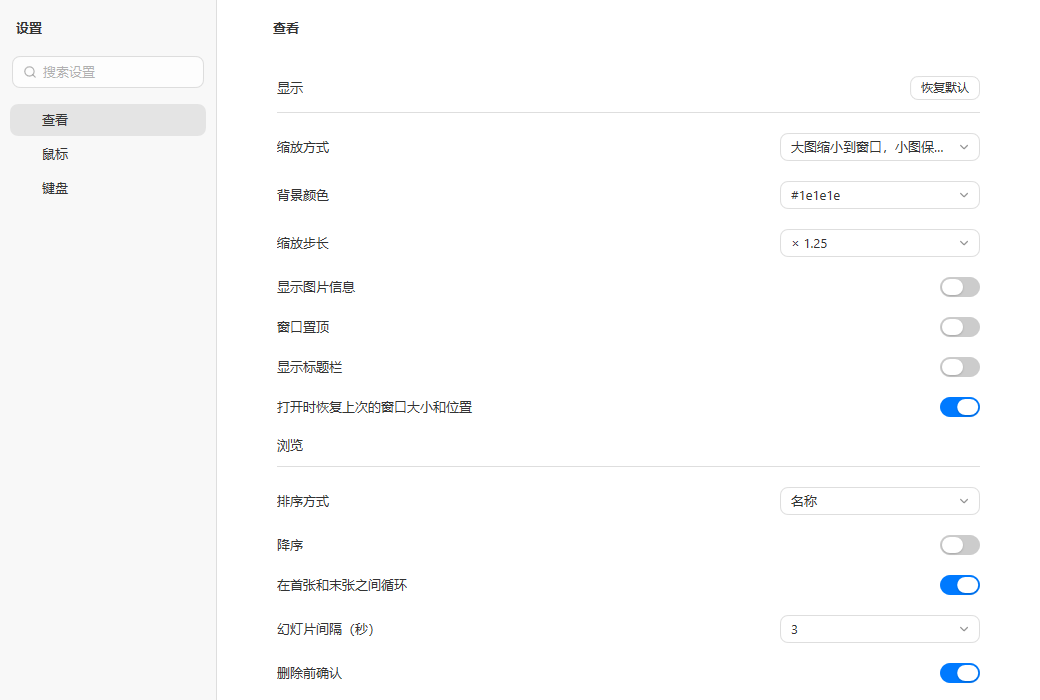 设置
搜索设置
查看
鼠标
键盘
查看
显示
恢复默认
缩放方式
大图缩小到窗口，小图保...
背景颜色
#1e1e1e
缩放步长
× 1.25
显示图片信息
窗口置顶
显示标题栏
打开时恢复上次的窗口大小和位置
浏览
排序方式
名称
降序
在首张和末张之间循环
幻灯片间隔（秒）
3
删除前确认